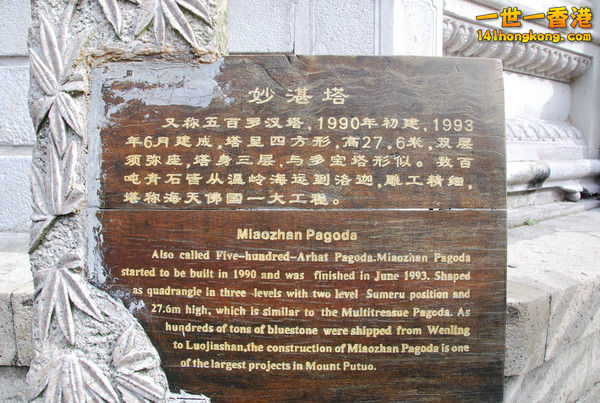 一世一香港
141hongkong.com
妙湛塔
又称五百罗汉塔，1990年初建，1993
年6月建成，塔呈四方形，高27.6米，双层
须弥座，塔身三层，与多宝塔形似。数百
吨青石皆从温岭海运到洛迦，雕工精细，
堪称海天佛國一大工程。
Miaozhan Pagoda
Also called Five-hundred-Arhat Pagoda.Miaozhan Pagoda
started to be built in 1990 and was finished in June 1993. Shaped
as quadrangle in three levels with two level Sumeru position and
27.6m high, which is similar to the Multitreasue Pagoda. As
hundreds of tons of bluestone were shipped from Wenling
to Luojiashan,the construction of Miaozhan Pagoda is one
of the largest projects in Mount Putuo.